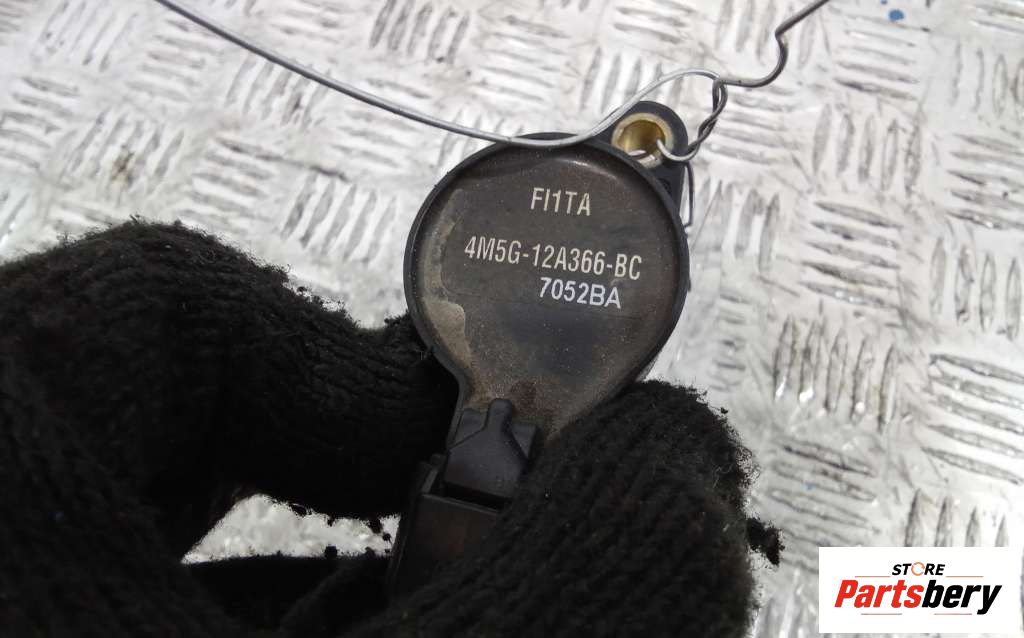 FI1TA
4M5G-12A366-BC
7052BA
STORE
Partsbery